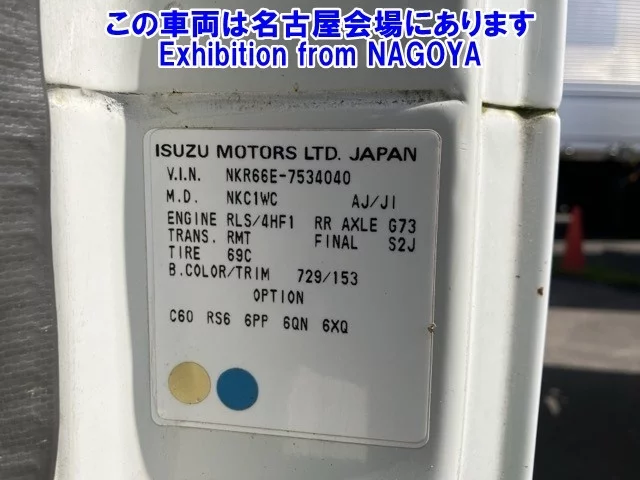 この車両は名古屋会場にあります
Exhibition from NAGOYA
ISUZU MOTORS LTD. JAPAN
V.I.N. NKR66E-7534040
M.D. NKC1WC AJ/JI
ENGINE RLS/4HF1 RR AXLE G73
TRANS. RMT FINAL S2J
TIRE 69C
B.COLOR/TRIM 729/153
OPTION
C60 RS6 6PP 6QN 6XQ